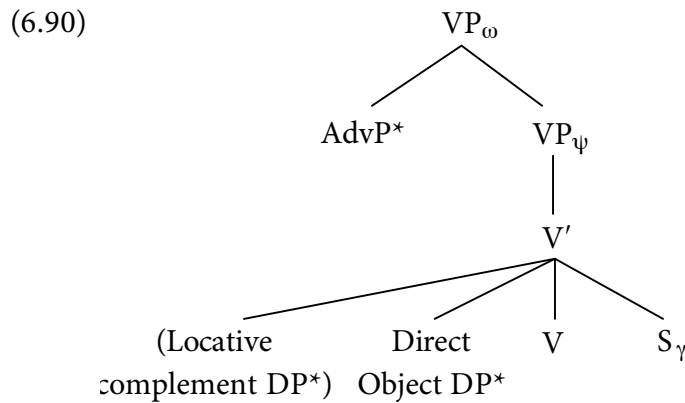 (6.90)
VPω
AdvP* VPψ
V′
(Locative Direct V Sγ
complement DP*) Object DP*